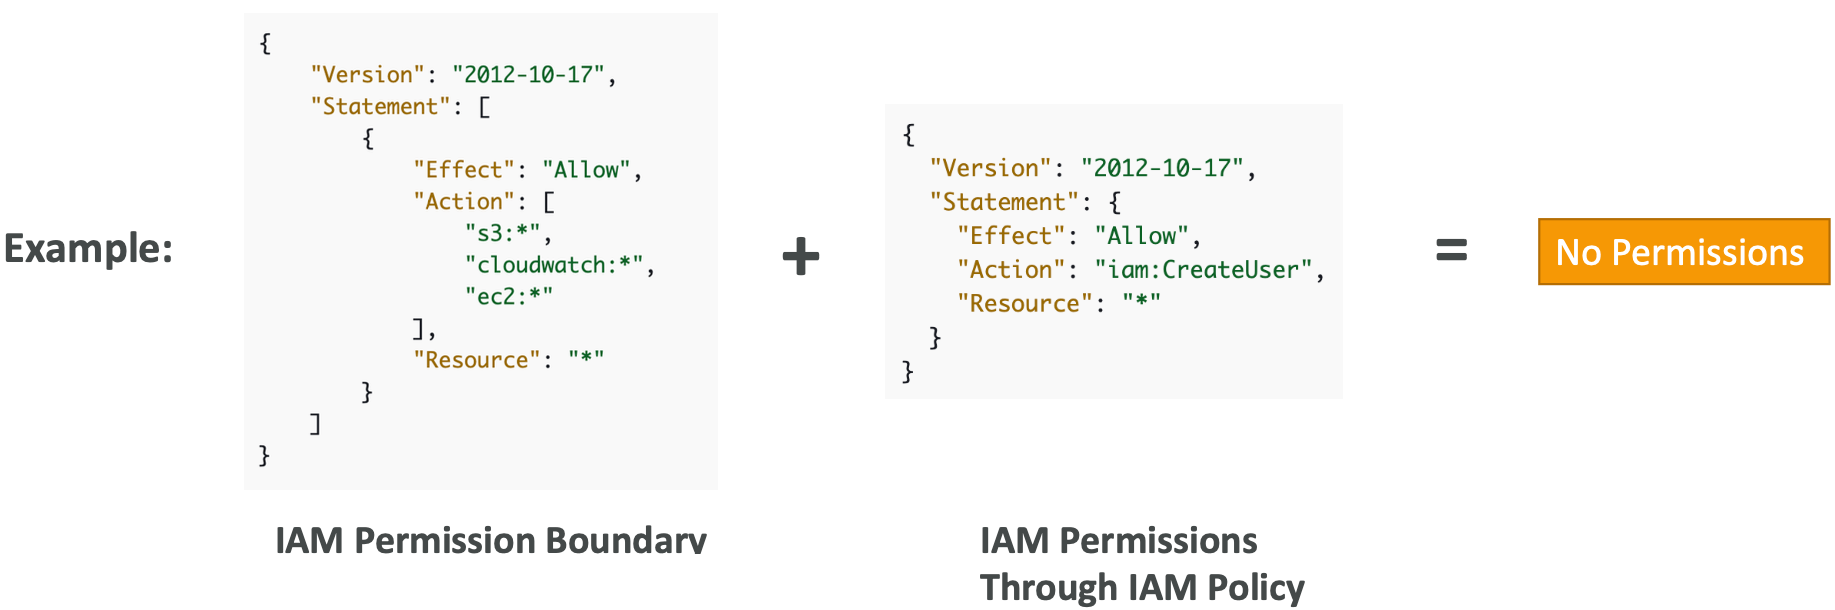 Example:
{
    "Version": "2012-10-17",
    "Statement": [
        {
            "Effect": "Allow",
            "Action": [
                "s3:*",
                "cloudwatch:*",
                "ec2:*"
            ],
            "Resource": "*"
        }
    ]
}
IAM Permission Boundary
+
{
  "Version": "2012-10-17",
  "Statement": {
    "Effect": "Allow",
    "Action": "iam:CreateUser",
    "Resource": "*"
  }
}
IAM Permissions
Through IAM Policy
=
No Permissions